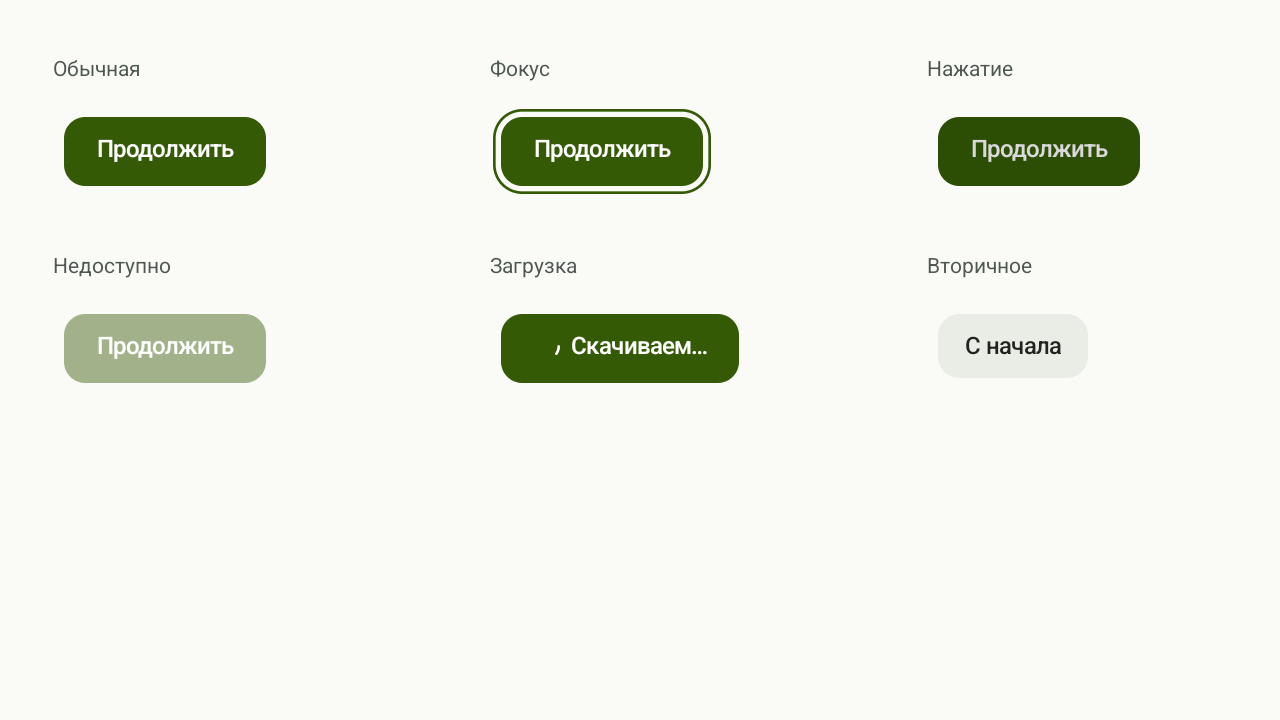 Обычная
Фокус
Нажатие
Продолжить
Продолжить
Продолжить
Недоступно
Загрузка
Вторичное
Продолжить
Скачиваем...
С начала